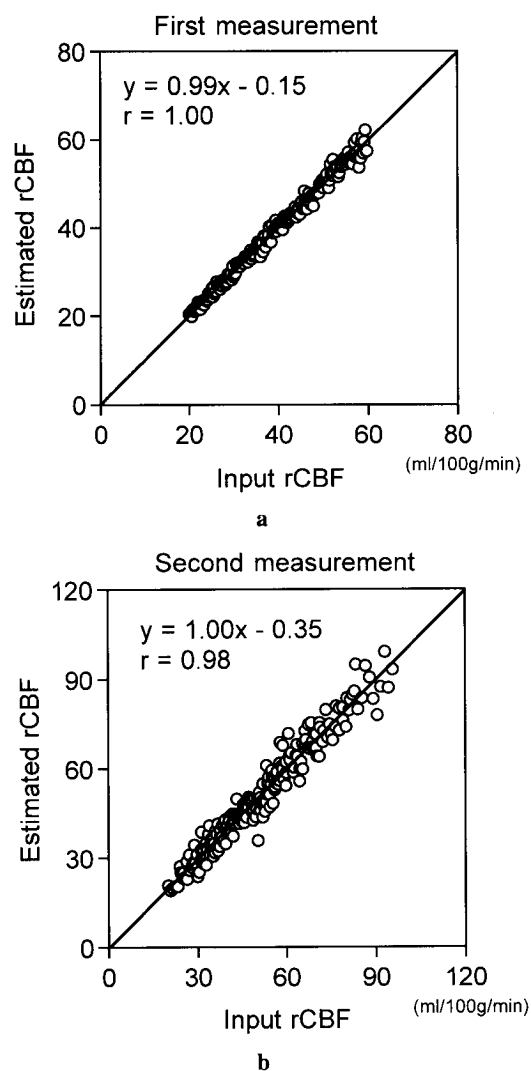 First measurement
80
y = 0.99x - 0.15
r = 1.00
60
40
20
0
Estimated rCBF
0 20 40 60 80
(ml/100g/min)
Input rCBF
a
Second measurement
120
y = 1.00x - 0.35
r = 0.98
90
60
30
0
Estimated rCBF
0 30 60 90 120
(ml/100g/min)
Input rCBF
b